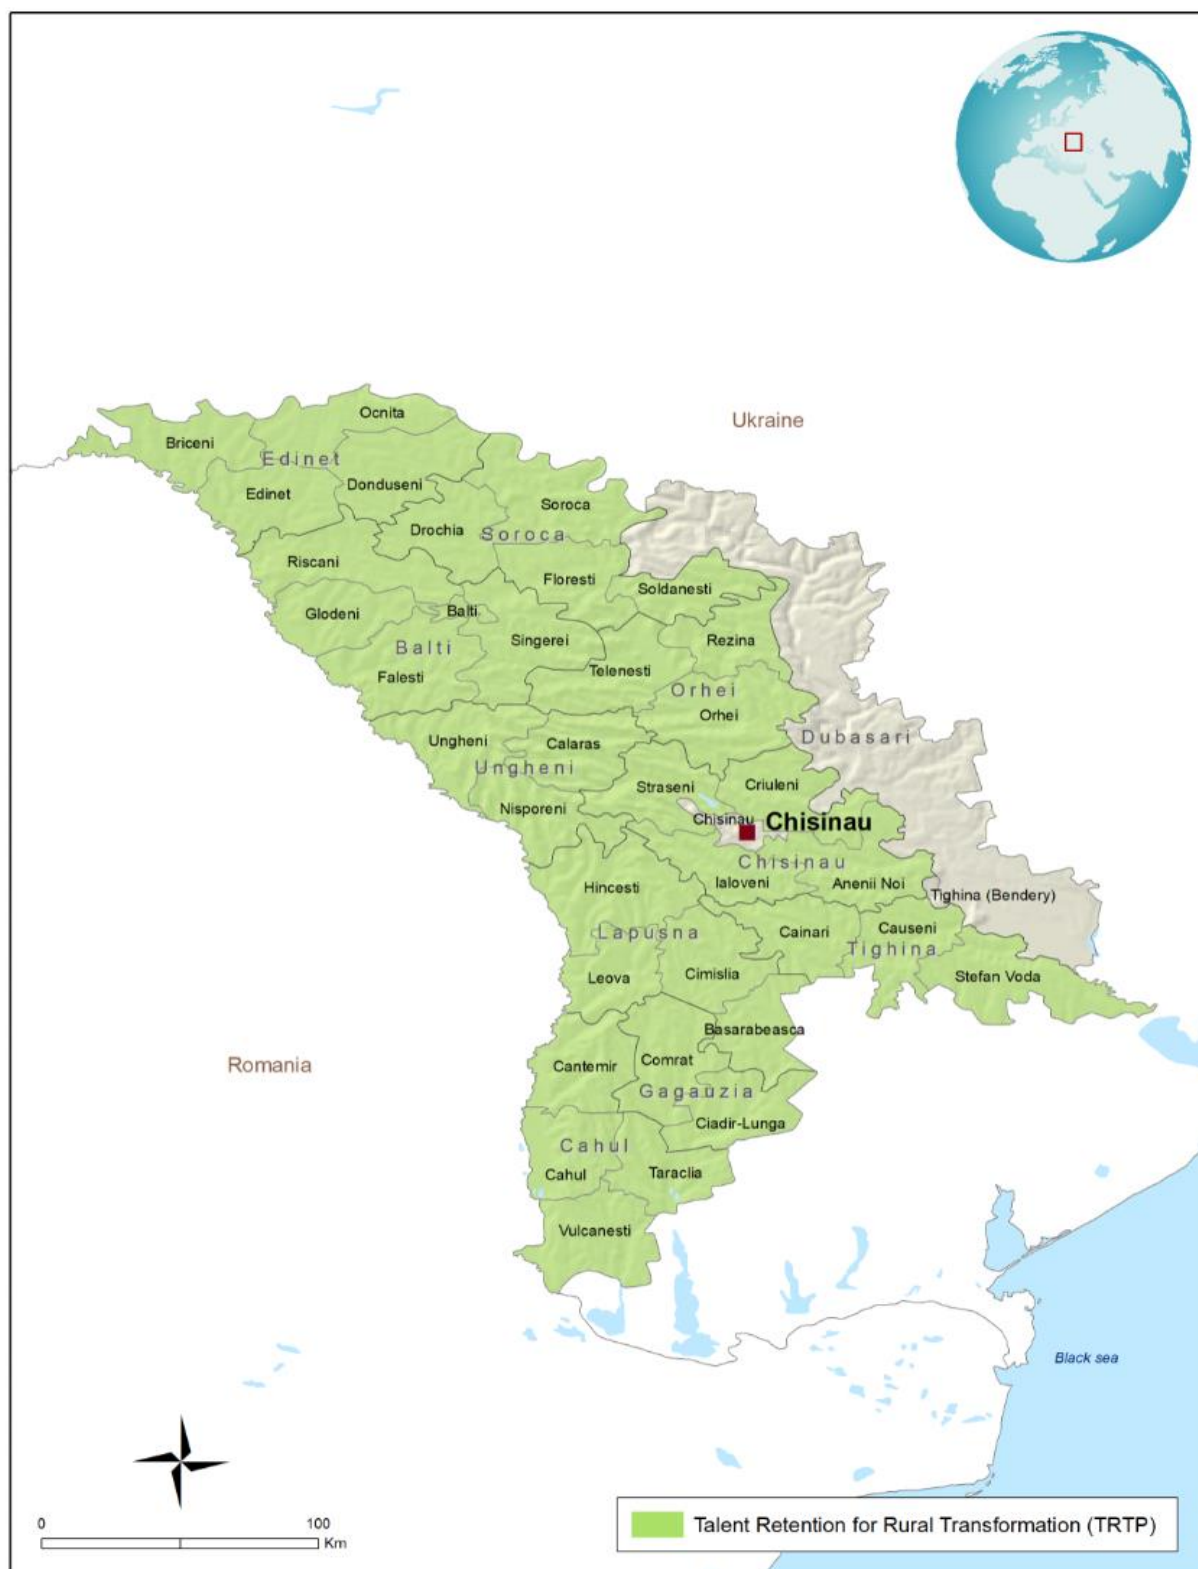 Ukraine
Ocnita
Briceni
Edinet
Donduseni
Edinet
Soroca
Drochia
Soroca
Riscani
Floresti
Soldanesti
Glodeni
Balti
Singerei
Rezina
Balti
Telenesti
Falesti
Orhei
Orhei
Dubasari
Ungheni
Calaras
Ungheni
Straseni
Criuleni
Nisporeni
Chisinau
Chisinau
Chisinau
Hincesti
Ialoveni
Anenii Noi
Tighina (Bendery)
Lapusna
Cainari
Causeni
Tighina
Leova
Cimislia
Stefan Voda
Basarabeasca
Romania
Cantemir
Comrat
Gagauzia
Ciadir-Lunga
Cahul
Cahul
Taraclia
Vulcanesti
Black sea
0 100
Km
Talent Retention for Rural Transformation (TRTP)